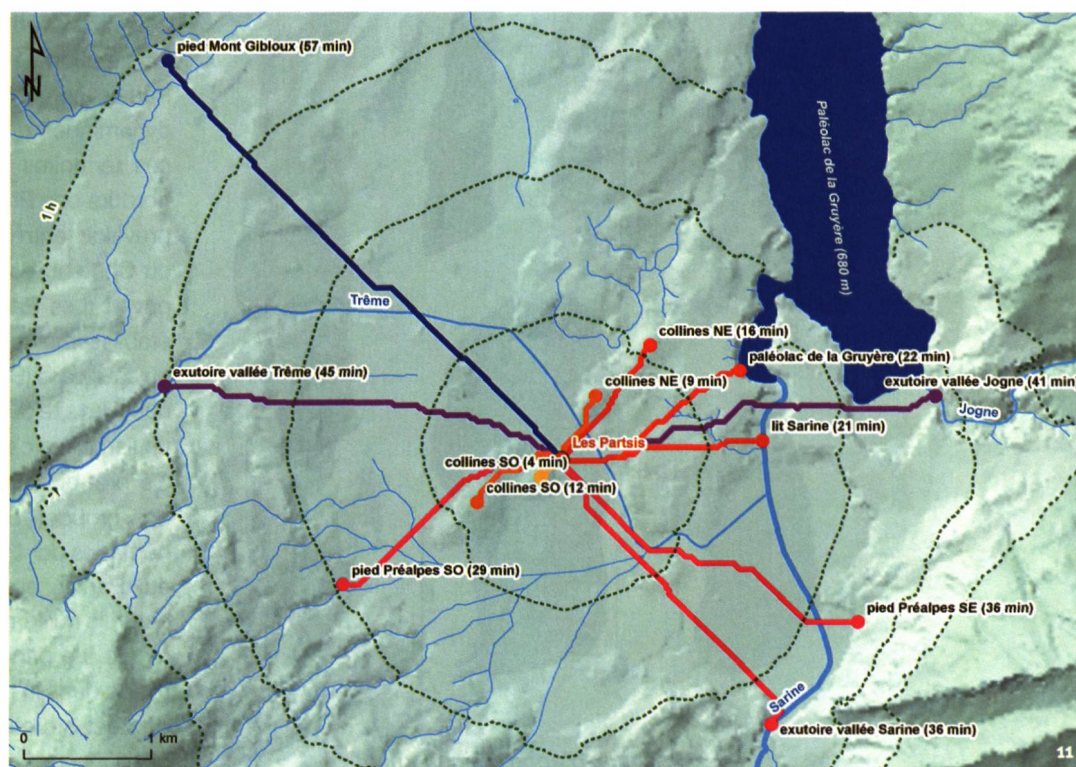 N
pied Mont Gibloux (57 min)
Paléolac de la Gruyère (680 m)
1 h
Trême
collines NE (16 min)
paléolac de la Gruyère (22 min)
exutoire vallée Trême (45 min)
collines NE (9 min)
exutoire vallée Jogne (41 min)
Jogne
lit Sarine (21 min)
Les Partsis
collines SO (4 min)
collines SO (12 min)
pied Préalpes SO (29 min)
pied Préalpes SE (36 min)
Sarine
exutoire vallée Sarine (36 min)
0 1 km
11